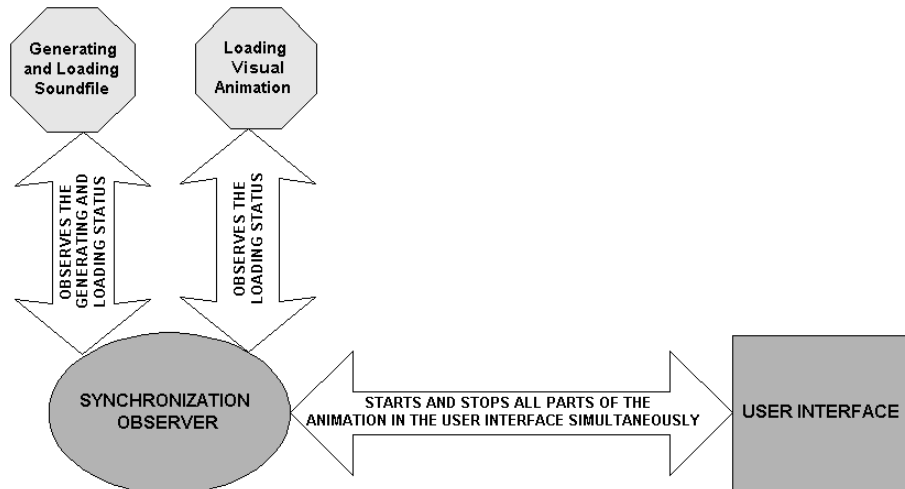 Generating
and Loading
Soundfile
Loading
Visual
Animation
OBSERVES THE
GENERATING AND
LOADING STATUS
OBSERVES THE
LOADING STATUS
SYNCHRONIZATION
OBSERVER
STARTS AND STOPS ALL PARTS OF THE
ANIMATION IN THE USER INTERFACE SIMULTANEOUSLY
USER INTERFACE